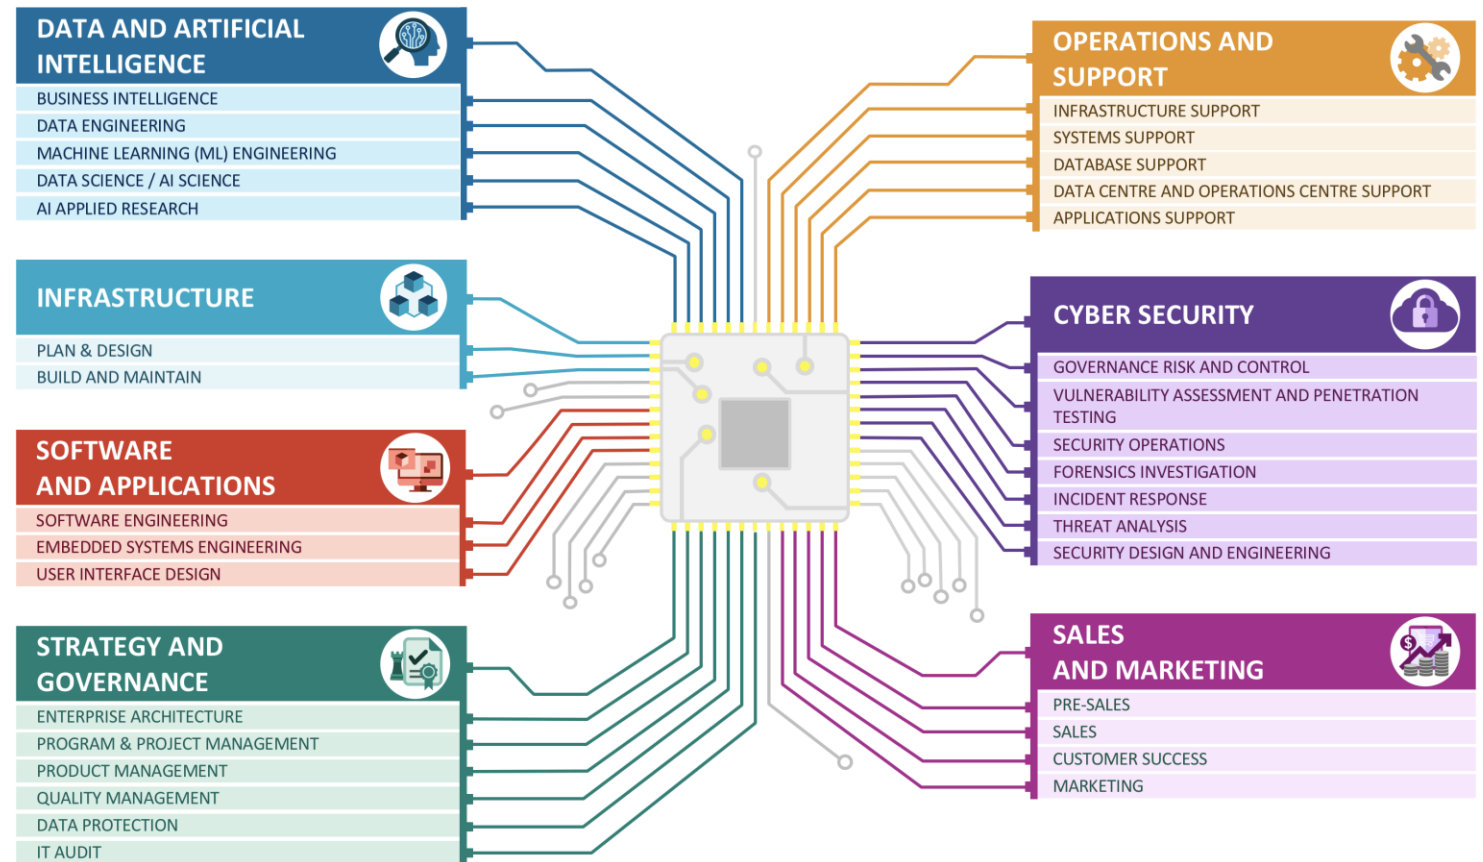 DATA AND ARTIFICIAL
INTELLIGENCE
BUSINESS INTELLIGENCE
DATA ENGINEERING
MACHINE LEARNING (ML) ENGINEERING
DATA SCIENCE / AI SCIENCE
AI APPLIED RESEARCH
INFRASTRUCTURE
PLAN & DESIGN
BUILD AND MAINTAIN
SOFTWARE
AND APPLICATIONS
SOFTWARE ENGINEERING
EMBEDDED SYSTEMS ENGINEERING
USER INTERFACE DESIGN
STRATEGY AND
GOVERNANCE
ENTERPRISE ARCHITECTURE
PROGRAM & PROJECT MANAGEMENT
PRODUCT MANAGEMENT
QUALITY MANAGEMENT
DATA PROTECTION
IT AUDIT
OPERATIONS AND
SUPPORT
INFRASTRUCTURE SUPPORT
SYSTEMS SUPPORT
DATABASE SUPPORT
DATA CENTRE AND OPERATIONS CENTRE SUPPORT
APPLICATIONS SUPPORT
CYBER SECURITY
GOVERNANCE RISK AND CONTROL
VULNERABILITY ASSESSMENT AND PENETRATION
TESTING
SECURITY OPERATIONS
FORENSICS INVESTIGATION
INCIDENT RESPONSE
THREAT ANALYSIS
SECURITY DESIGN AND ENGINEERING
SALES
AND MARKETING
$
PRE-SALES
SALES
CUSTOMER SUCCESS
MARKETING